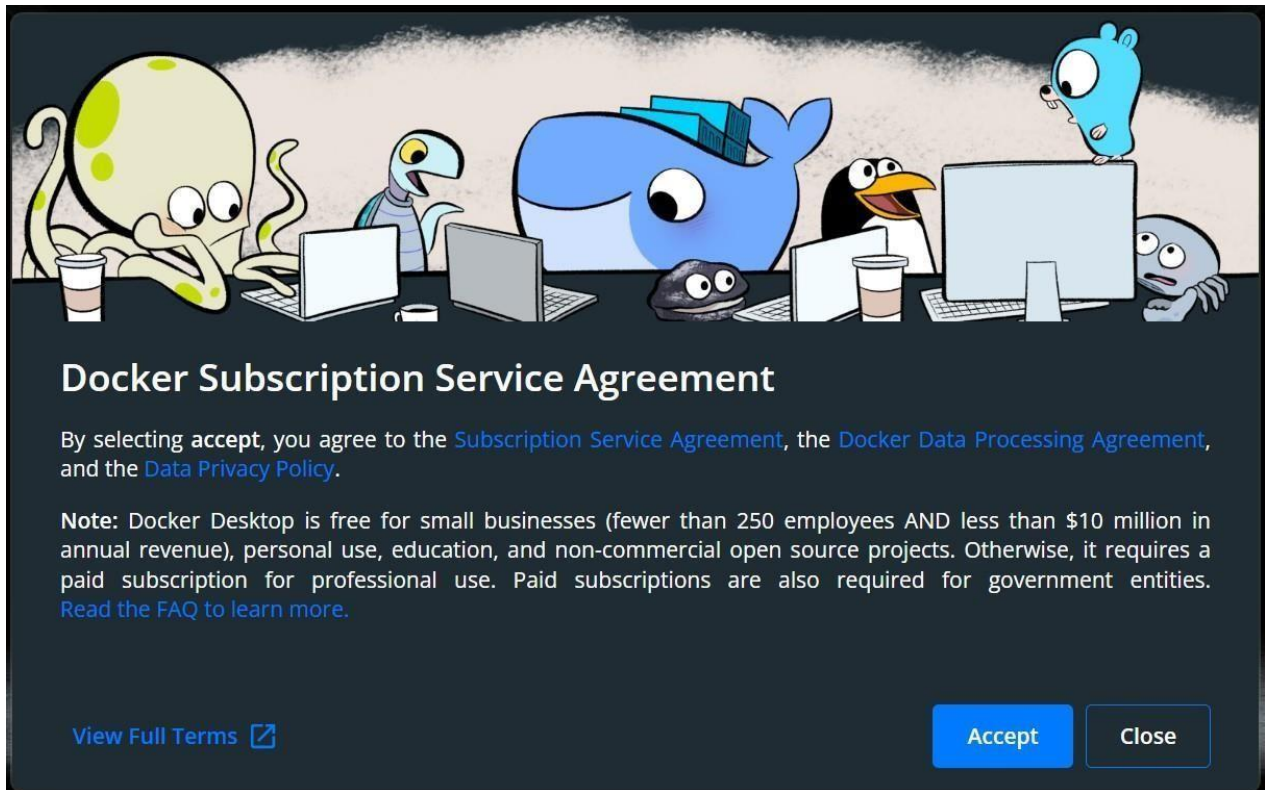 Docker Subscription Service Agreement
By selecting accept, you agree to the Subscription Service Agreement, the Docker Data Processing Agreement,
and the Data Privacy Policy.
Note: Docker Desktop is free for small businesses (fewer than 250 employees AND less than $10 million in
annual revenue), personal use, education, and non-commercial open source projects. Otherwise, it requires a
paid subscription for professional use. Paid subscriptions are also required for government entities.
Read the FAQ to learn more.
View Full Terms
Accept
Close